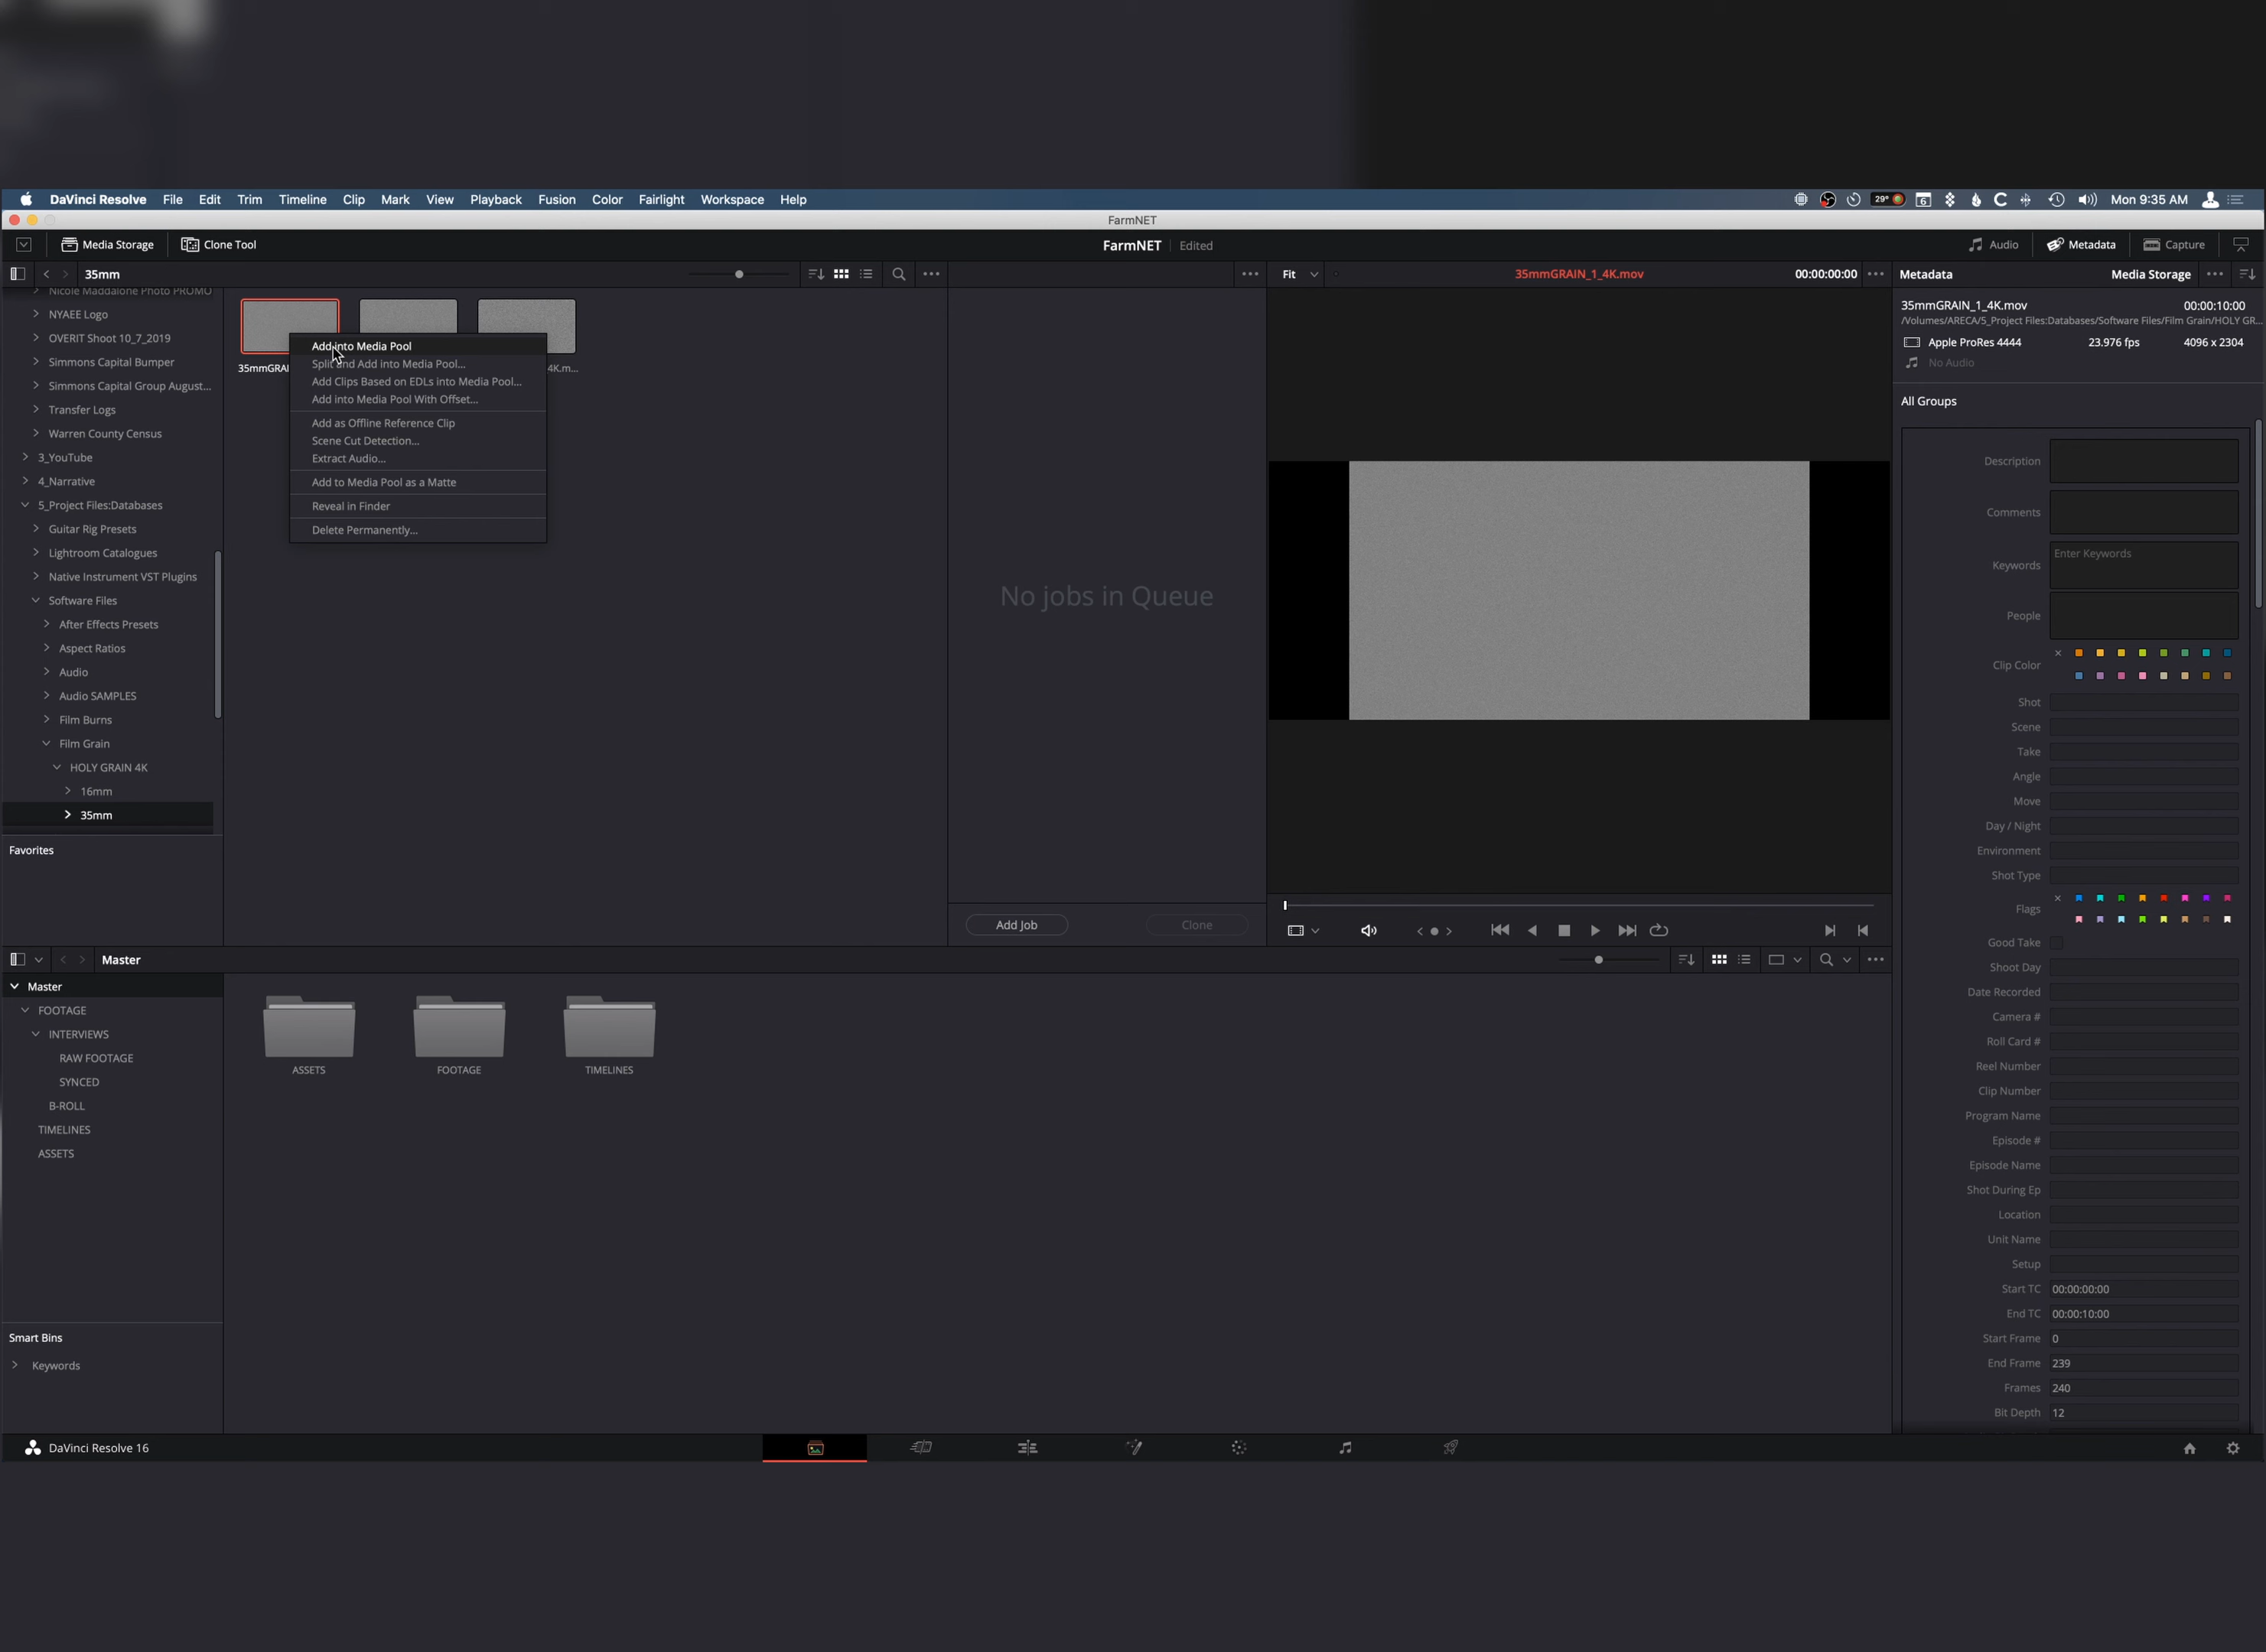 DaVinci Resolve File Edit Trim Timeline Clip Mark View Playback Fusion Color Fairlight Workspace Help
29° 6 Mon 9:35 AM
FarmNET
Media Storage Clone Tool
FarmNET Edited
Audio Metadata Capture
35mm
Nicole Maddalone Photo PROMO
NYAEE Logo
OVERIT Shoot 10_7_2019
Simmons Capital Bumper
Simmons Capital Group August...
Transfer Logs
Warren County Census
3_YouTube
4_Narrative
5_Project Files:Databases
Guitar Rig Presets
Lightroom Catalogues
Native Instrument VST Plugins
Software Files
After Effects Presets
Aspect Ratios
Audio
Audio SAMPLES
Film Burns
Film Grain
HOLY GRAIN 4K
16mm
35mm
Favorites
35mmGRAI
4K.m...
Add into Media Pool
Split and Add into Media Pool...
Add Clips Based on EDLs into Media Pool...
Add into Media Pool With Offset...
Add as Offline Reference Clip
Scene Cut Detection...
Extract Audio...
Add to Media Pool as a Matte
Reveal in Finder
Delete Permanently...
No jobs in Queue
Add Job
Clone
Fit 35mmGRAIN_1_4K.mov 00:00:00:00
Metadata Media Storage
35mmGRAIN_1_4K.mov 00:00:10:00
/Volumes/ARECA/5_Project Files:Databases/Software Files/Film Grain/HOLY GR...
Apple ProRes 4444 23.976 fps 4096 x 2304
No Audio
All Groups
Description
Comments
Keywords Enter Keywords
People
Clip Color
Shot
Scene
Take
Angle
Move
Day / Night
Environment
Shot Type
Flags
Good Take
Shoot Day
Date Recorded
Camera #
Roll Card #
Reel Number
Clip Number
Program Name
Episode #
Episode Name
Shot During Ep
Location
Unit Name
Setup
Start TC 00:00:00:00
End TC 00:00:10:00
Start Frame 0
End Frame 239
Frames 240
Bit Depth 12
Master
Master
FOOTAGE
INTERVIEWS
RAW FOOTAGE
SYNCED
B-ROLL
TIMELINES
ASSETS
ASSETS
FOOTAGE
TIMELINES
Smart Bins
Keywords
DaVinci Resolve 16